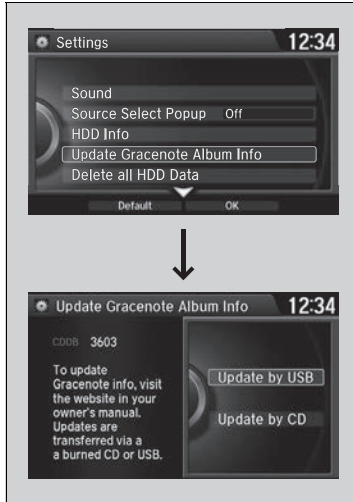 Settings 12:34
Sound
Source Select Popup Off
HDD Info
Update Gracenote Album Info
Delete all HDD Data
Default OK
Update Gracenote Album Info 12:34
CDDB 3603
To update
Gracenote info, visit
the website in your
owner's manual.
Updates are
transferred via a
a burned CD or USB.
Update by USB
Update by CD